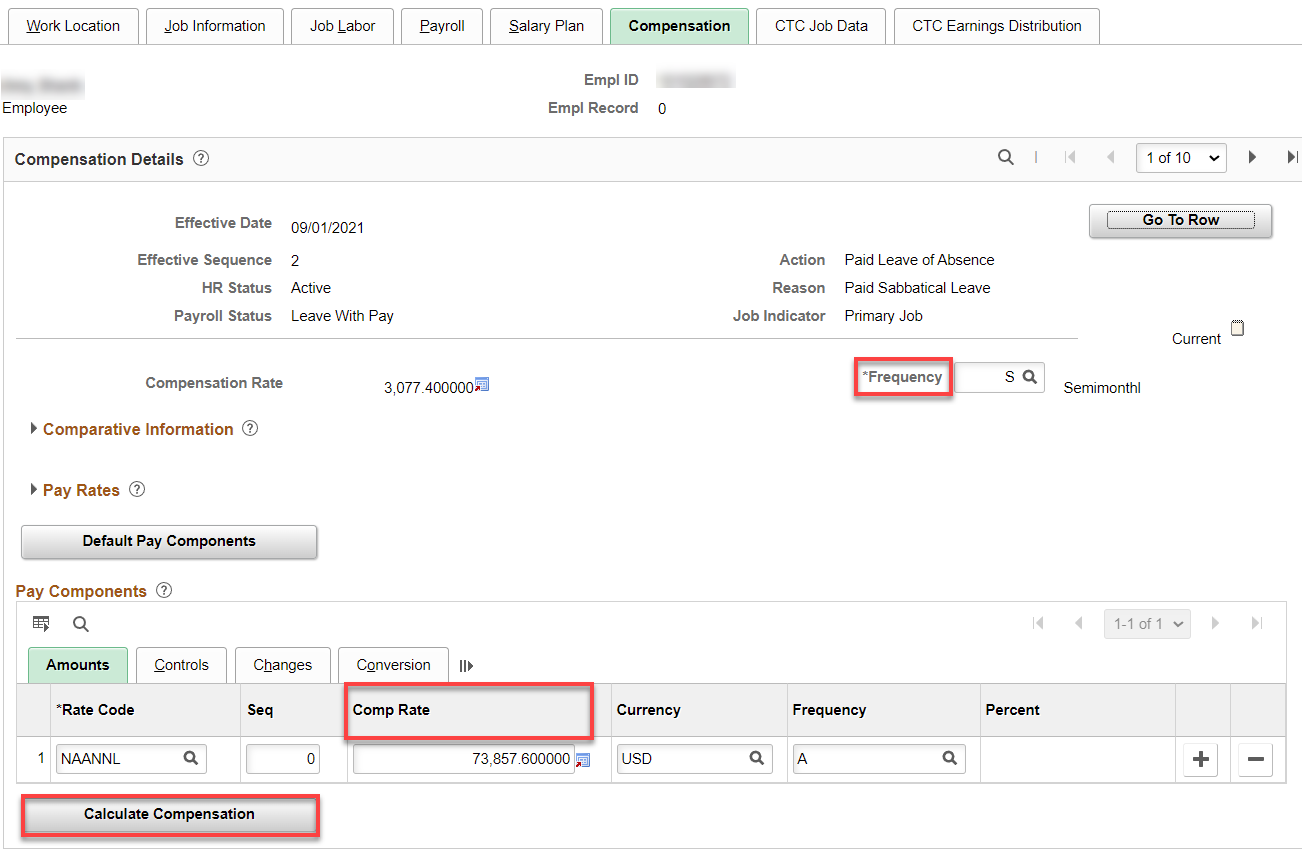 Work Location Job Information Job Labor Payroll Salary Plan Compensation CTC Job Data CTC Earnings Distribution
Empl ID
Employee Empl Record 0
Compensation Details ? 1 of 10
Effective Date 09/01/2021 Go To Row
Effective Sequence 2 Action Paid Leave of Absence
HR Status Active Reason Paid Sabbatical Leave
Payroll Status Leave With Pay Job Indicator Primary Job
Current
Compensation Rate 3,077.400000 *Frequency S Semimonthl
Comparative Information ?
Pay Rates ?
Default Pay Components
Pay Components ?
1-1 of 1
Amounts Controls Changes Conversion
*Rate Code Seq Comp Rate Currency Frequency Percent
1 NAANNL 0 73,857.600000 USD A + −
Calculate Compensation